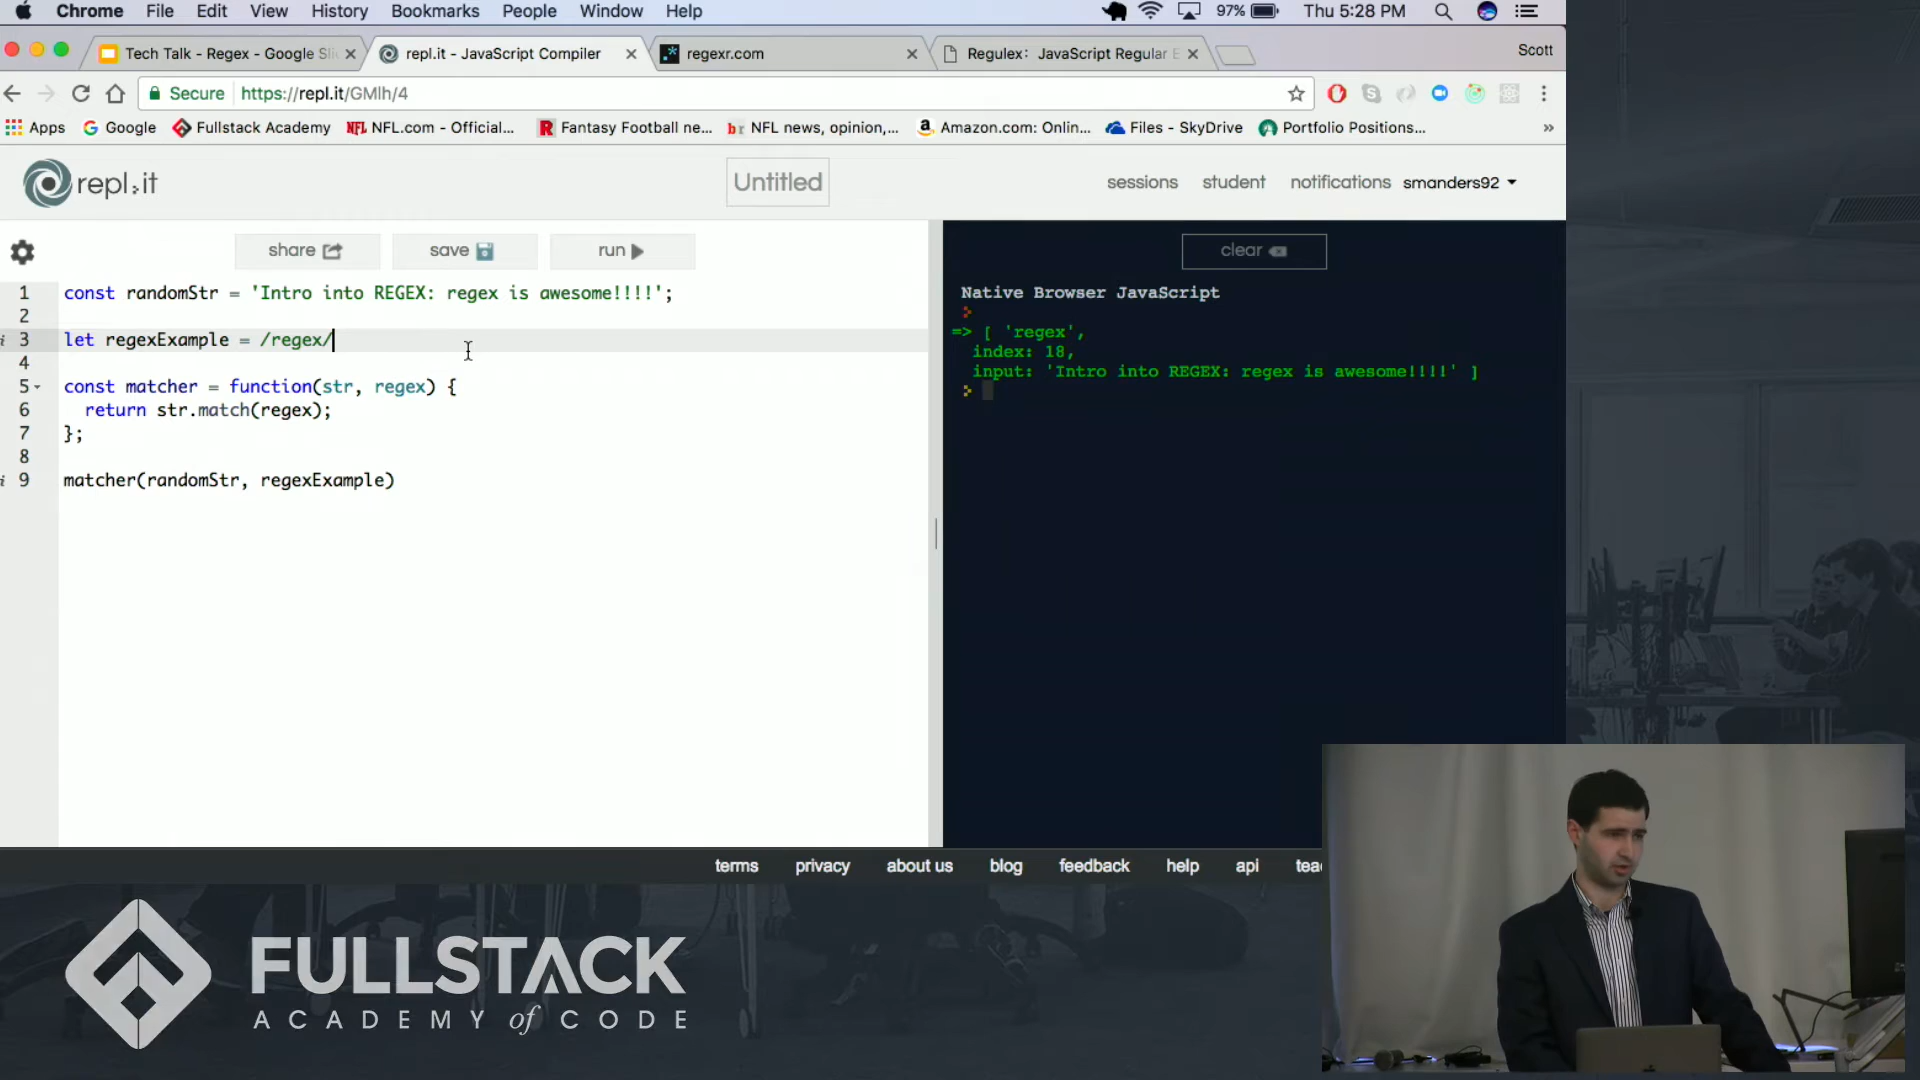 Chrome File Edit View History Bookmarks People Window Help 97% Thu 5:28 PM
Tech Talk - Regex - Google Sli
repl.it - JavaScript Compiler
regexr.com
Regulex: JavaScript Regular E
Scott
Secure https://repl.it/GMlh/4
Apps Google Fullstack Academy NFL.com - Official... Fantasy Football ne... br NFL news, opinion,... Amazon.com: Onlin... Files - SkyDrive Portfolio Positions... »
repl.it Untitled sessions student notifications smanders92
share save run clear
1 const randomStr = 'Intro into REGEX: regex is awesome!!!!';
2
i 3 let regexExample = /regex/
4
5 const matcher = function(str, regex) {
6 return str.match(regex);
7 };
8
i 9 matcher(randomStr, regexExample)
Native Browser JavaScript
=> [ 'regex',
index: 18,
input: 'Intro into REGEX: regex is awesome!!!!' ]
terms privacy about us blog feedback help api tea
FULLSTACK
ACADEMY of CODE